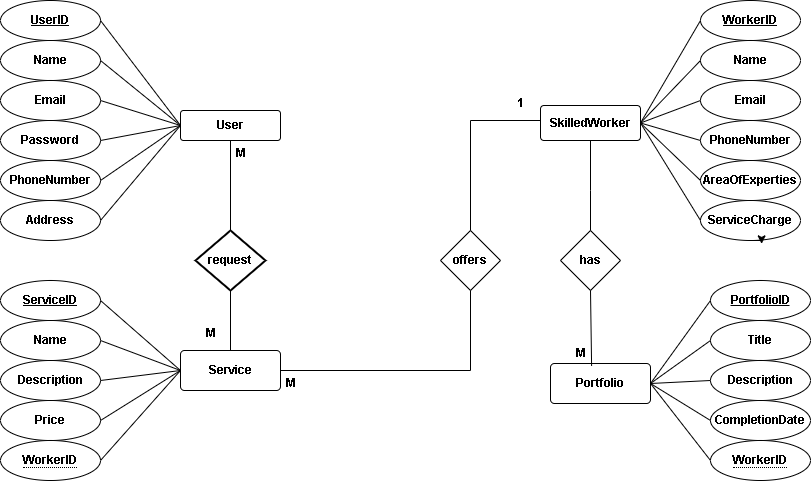 UserID
Name
Email
Password
PhoneNumber
Address
User
M
request
M
ServiceID
Name
Description
Price
WorkerID
Service
M
offers
1
SkilledWorker
WorkerID
Name
Email
PhoneNumber
AreaOfExperties
ServiceCharge
has
M
Portfolio
PortfolioID
Title
Description
CompletionDate
WorkerID